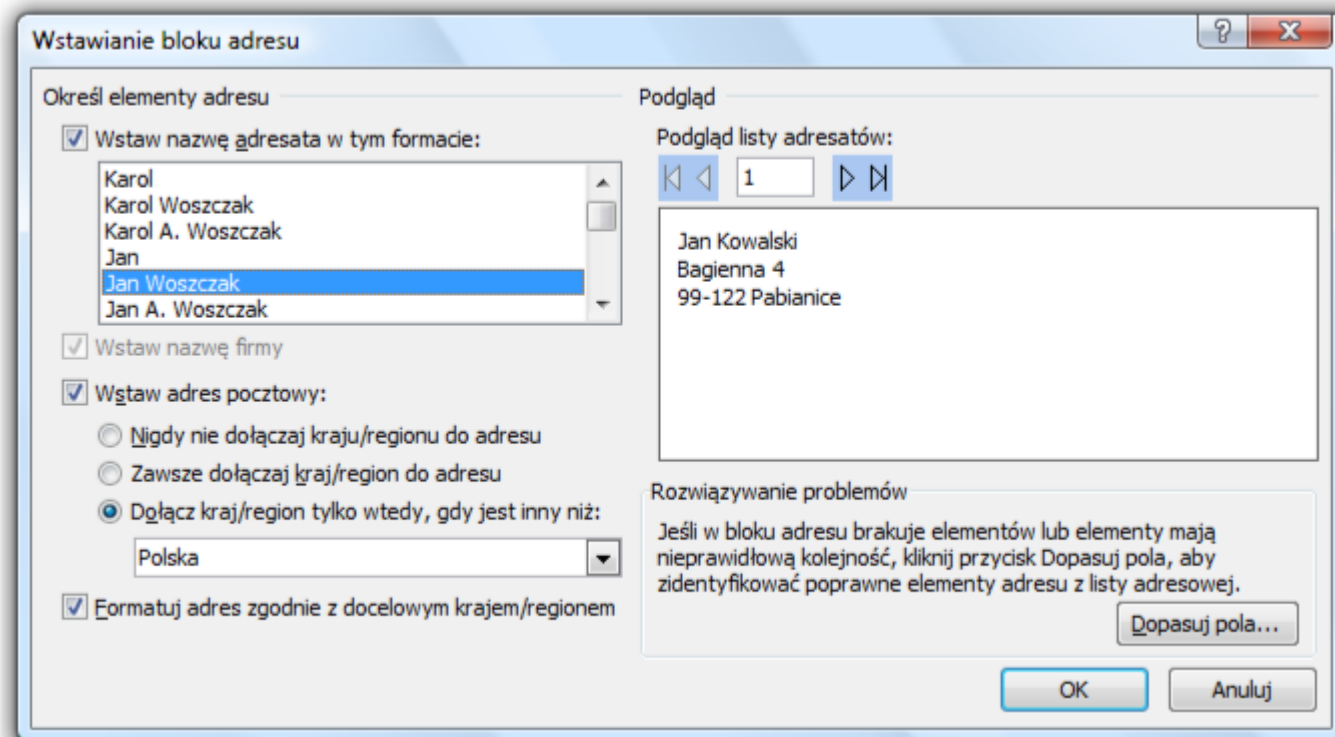 Wstawianie bloku adresu
?
Określ elementy adresu
Wstaw nazwę adresata w tym formacie:
Karol
Karol Woszczak
Karol A. Woszczak
Jan
Jan Woszczak
Jan A. Woszczak
Wstaw nazwę firmy
Wstaw adres pocztowy:
Nigdy nie dołączaj kraju/regionu do adresu
Zawsze dołączaj kraj/region do adresu
Dołącz kraj/region tylko wtedy, gdy jest inny niż:
Polska
Formatuj adres zgodnie z docelowym krajem/regionem
Podgląd
Podgląd listy adresatów:
1
Jan Kowalski
Bagienna 4
99-122 Pabianice
Rozwiązywanie problemów
Jeśli w bloku adresu brakuje elementów lub elementy mają
nieprawidłową kolejność, kliknij przycisk Dopasuj pola, aby
zidentyfikować poprawne elementy adresu z listy adresowej.
Dopasuj pola...
OK
Anuluj